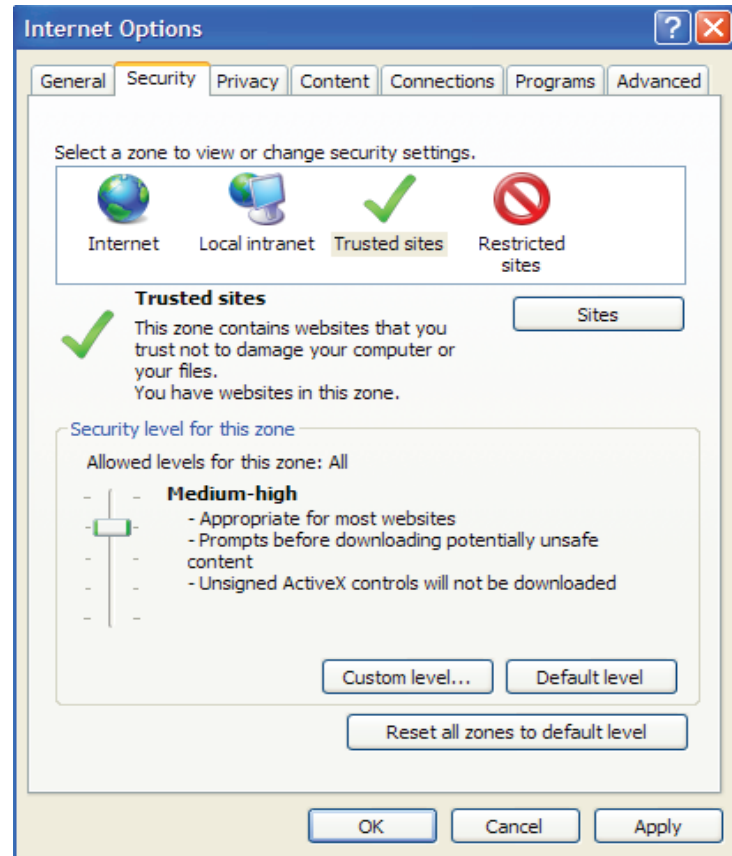 Internet Options
General Security Privacy Content Connections Programs Advanced
Select a zone to view or change security settings.
Internet Local intranet Trusted sites Restricted
sites
Trusted sites
Sites
This zone contains websites that you
trust not to damage your computer or
your files.
You have websites in this zone.
Security level for this zone
Allowed levels for this zone: All
Medium-high
- Appropriate for most websites
- Prompts before downloading potentially unsafe
content
- Unsigned ActiveX controls will not be downloaded
Custom level... Default level
Reset all zones to default level
OK Cancel Apply